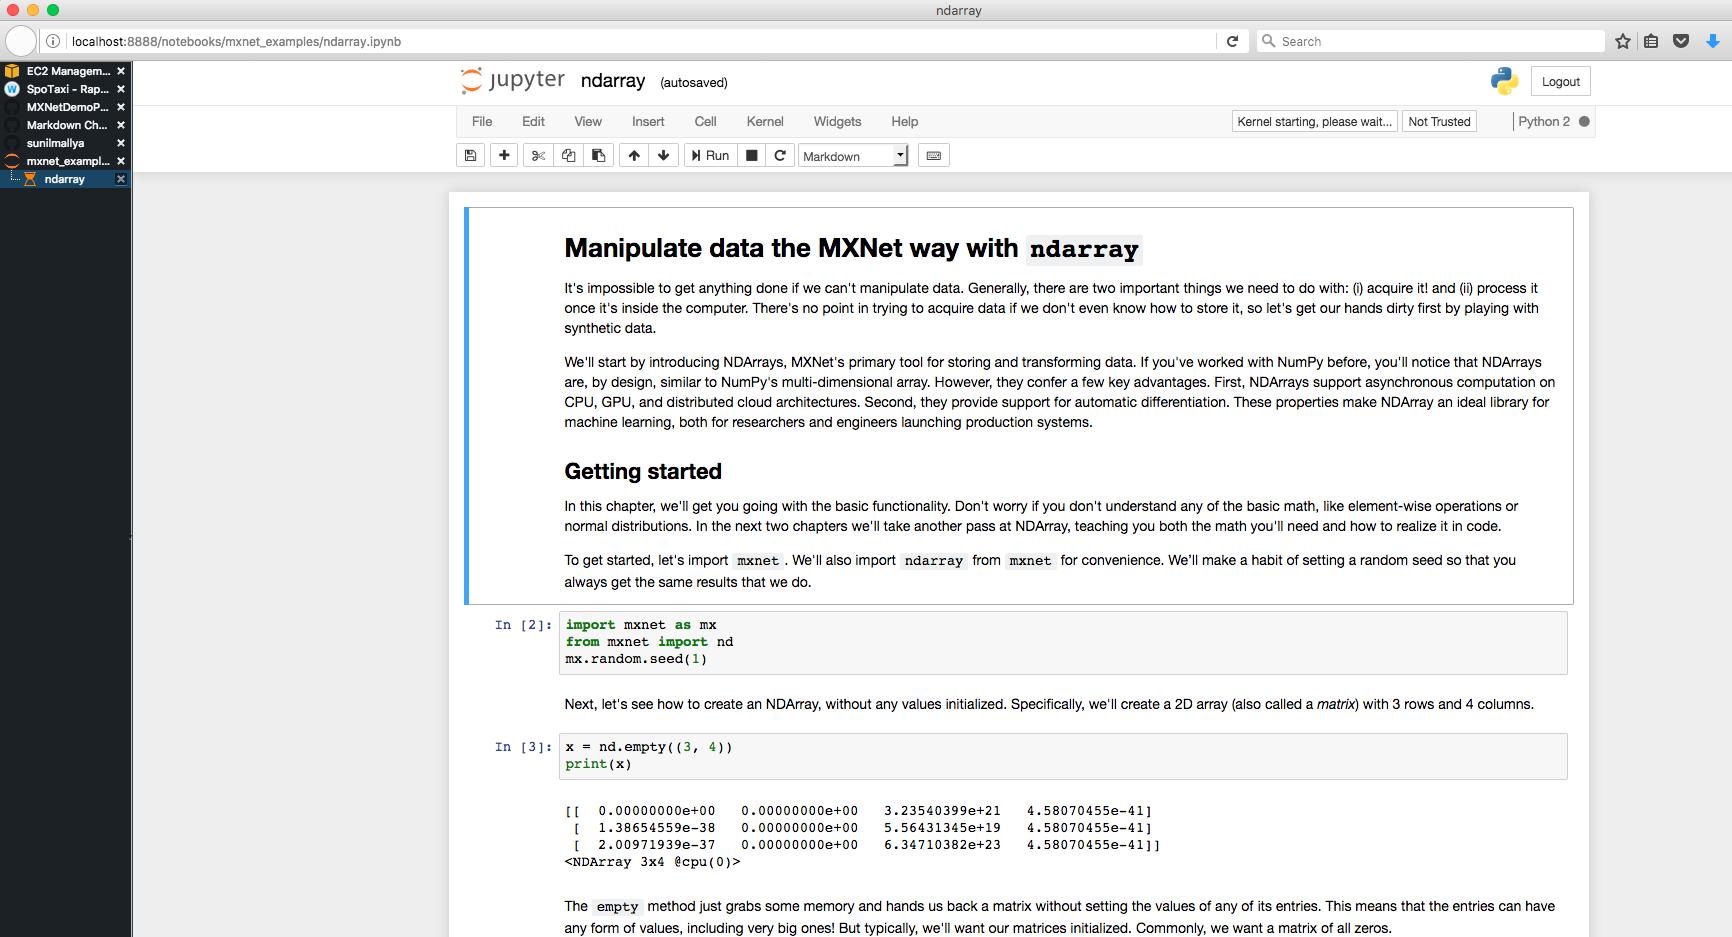 ndarray
localhost:8888/notebooks/mxnet_examples/ndarray.ipynb
Search
EC2 Managem...
SpoTaxi - Rap...
MXNetDemoP...
Markdown Ch...
sunilmallya
mxnet_exampl...
ndarray
jupyter ndarray (autosaved)
Logout
File Edit View Insert Cell Kernel Widgets Help
Kernel starting, please wait... Not Trusted Python 2
Run Markdown
Manipulate data the MXNet way with ndarray
It's impossible to get anything done if we can't manipulate data. Generally, there are two important things we need to do with: (i) acquire it! and (ii) process it
once it's inside the computer. There's no point in trying to acquire data if we don't even know how to store it, so let's get our hands dirty first by playing with
synthetic data.
We'll start by introducing NDArrays, MXNet's primary tool for storing and transforming data. If you've worked with NumPy before, you'll notice that NDArrays
are, by design, similar to NumPy's multi-dimensional array. However, they confer a few key advantages. First, NDArrays support asynchronous computation on
CPU, GPU, and distributed cloud architectures. Second, they provide support for automatic differentiation. These properties make NDArray an ideal library for
machine learning, both for researchers and engineers launching production systems.
Getting started
In this chapter, we'll get you going with the basic functionality. Don't worry if you don't understand any of the basic math, like element-wise operations or
normal distributions. In the next two chapters we'll take another pass at NDArray, teaching you both the math you'll need and how to realize it in code.
To get started, let's import mxnet . We'll also import ndarray from mxnet for convenience. We'll make a habit of setting a random seed so that you
always get the same results that we do.
In [2]: import mxnet as mx
from mxnet import nd
mx.random.seed(1)
Next, let's see how to create an NDArray, without any values initialized. Specifically, we'll create a 2D array (also called a matrix) with 3 rows and 4 columns.
In [3]: x = nd.empty((3, 4))
print(x)
[[ 0.00000000e+00 0.00000000e+00 3.23540399e+21 4.58070455e-41]
[ 1.38654559e-38 0.00000000e+00 5.56431345e+19 4.58070455e-41]
[ 2.00971939e-37 0.00000000e+00 6.34710382e+23 4.58070455e-41]]
<NDArray 3x4 @cpu(0)>
The empty method just grabs some memory and hands us back a matrix without setting the values of any of its entries. This means that the entries can have
any form of values, including very big ones! But typically, we'll want our matrices initialized. Commonly, we want a matrix of all zeros.